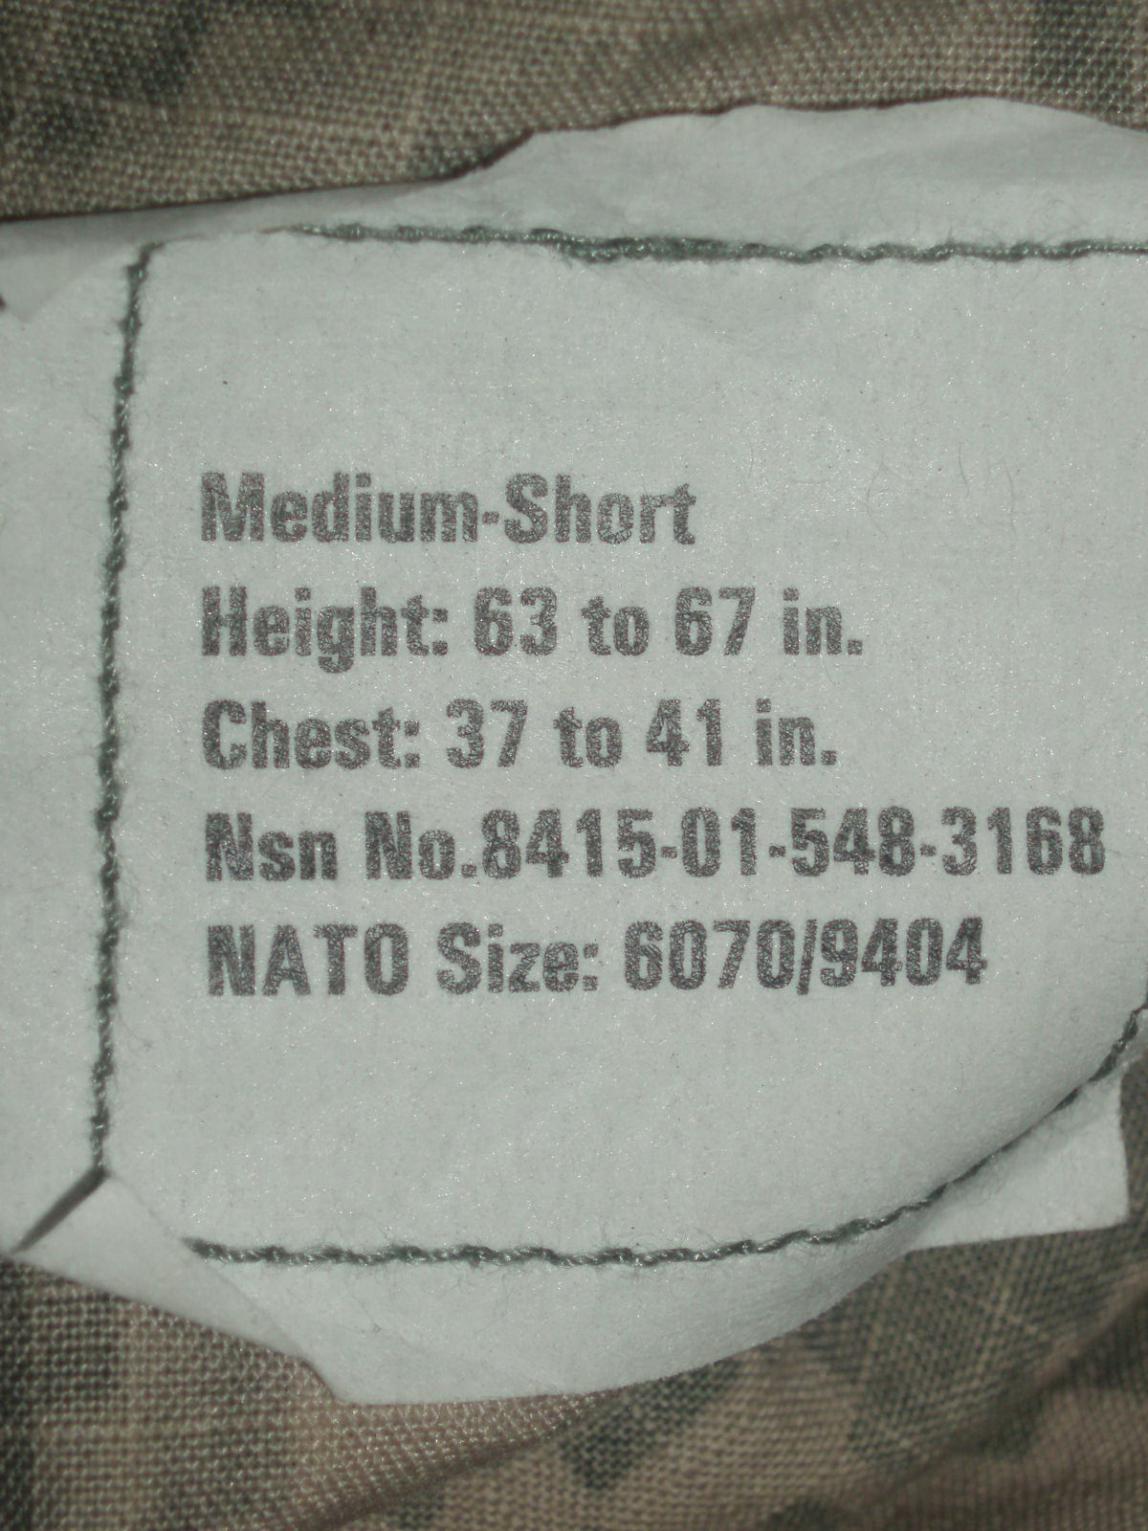 Medium-Short
Height: 63 to 67 in.
Chest: 37 to 41 in.
Nsn No.8415-01-548-3168
NATO Size: 6070/9404